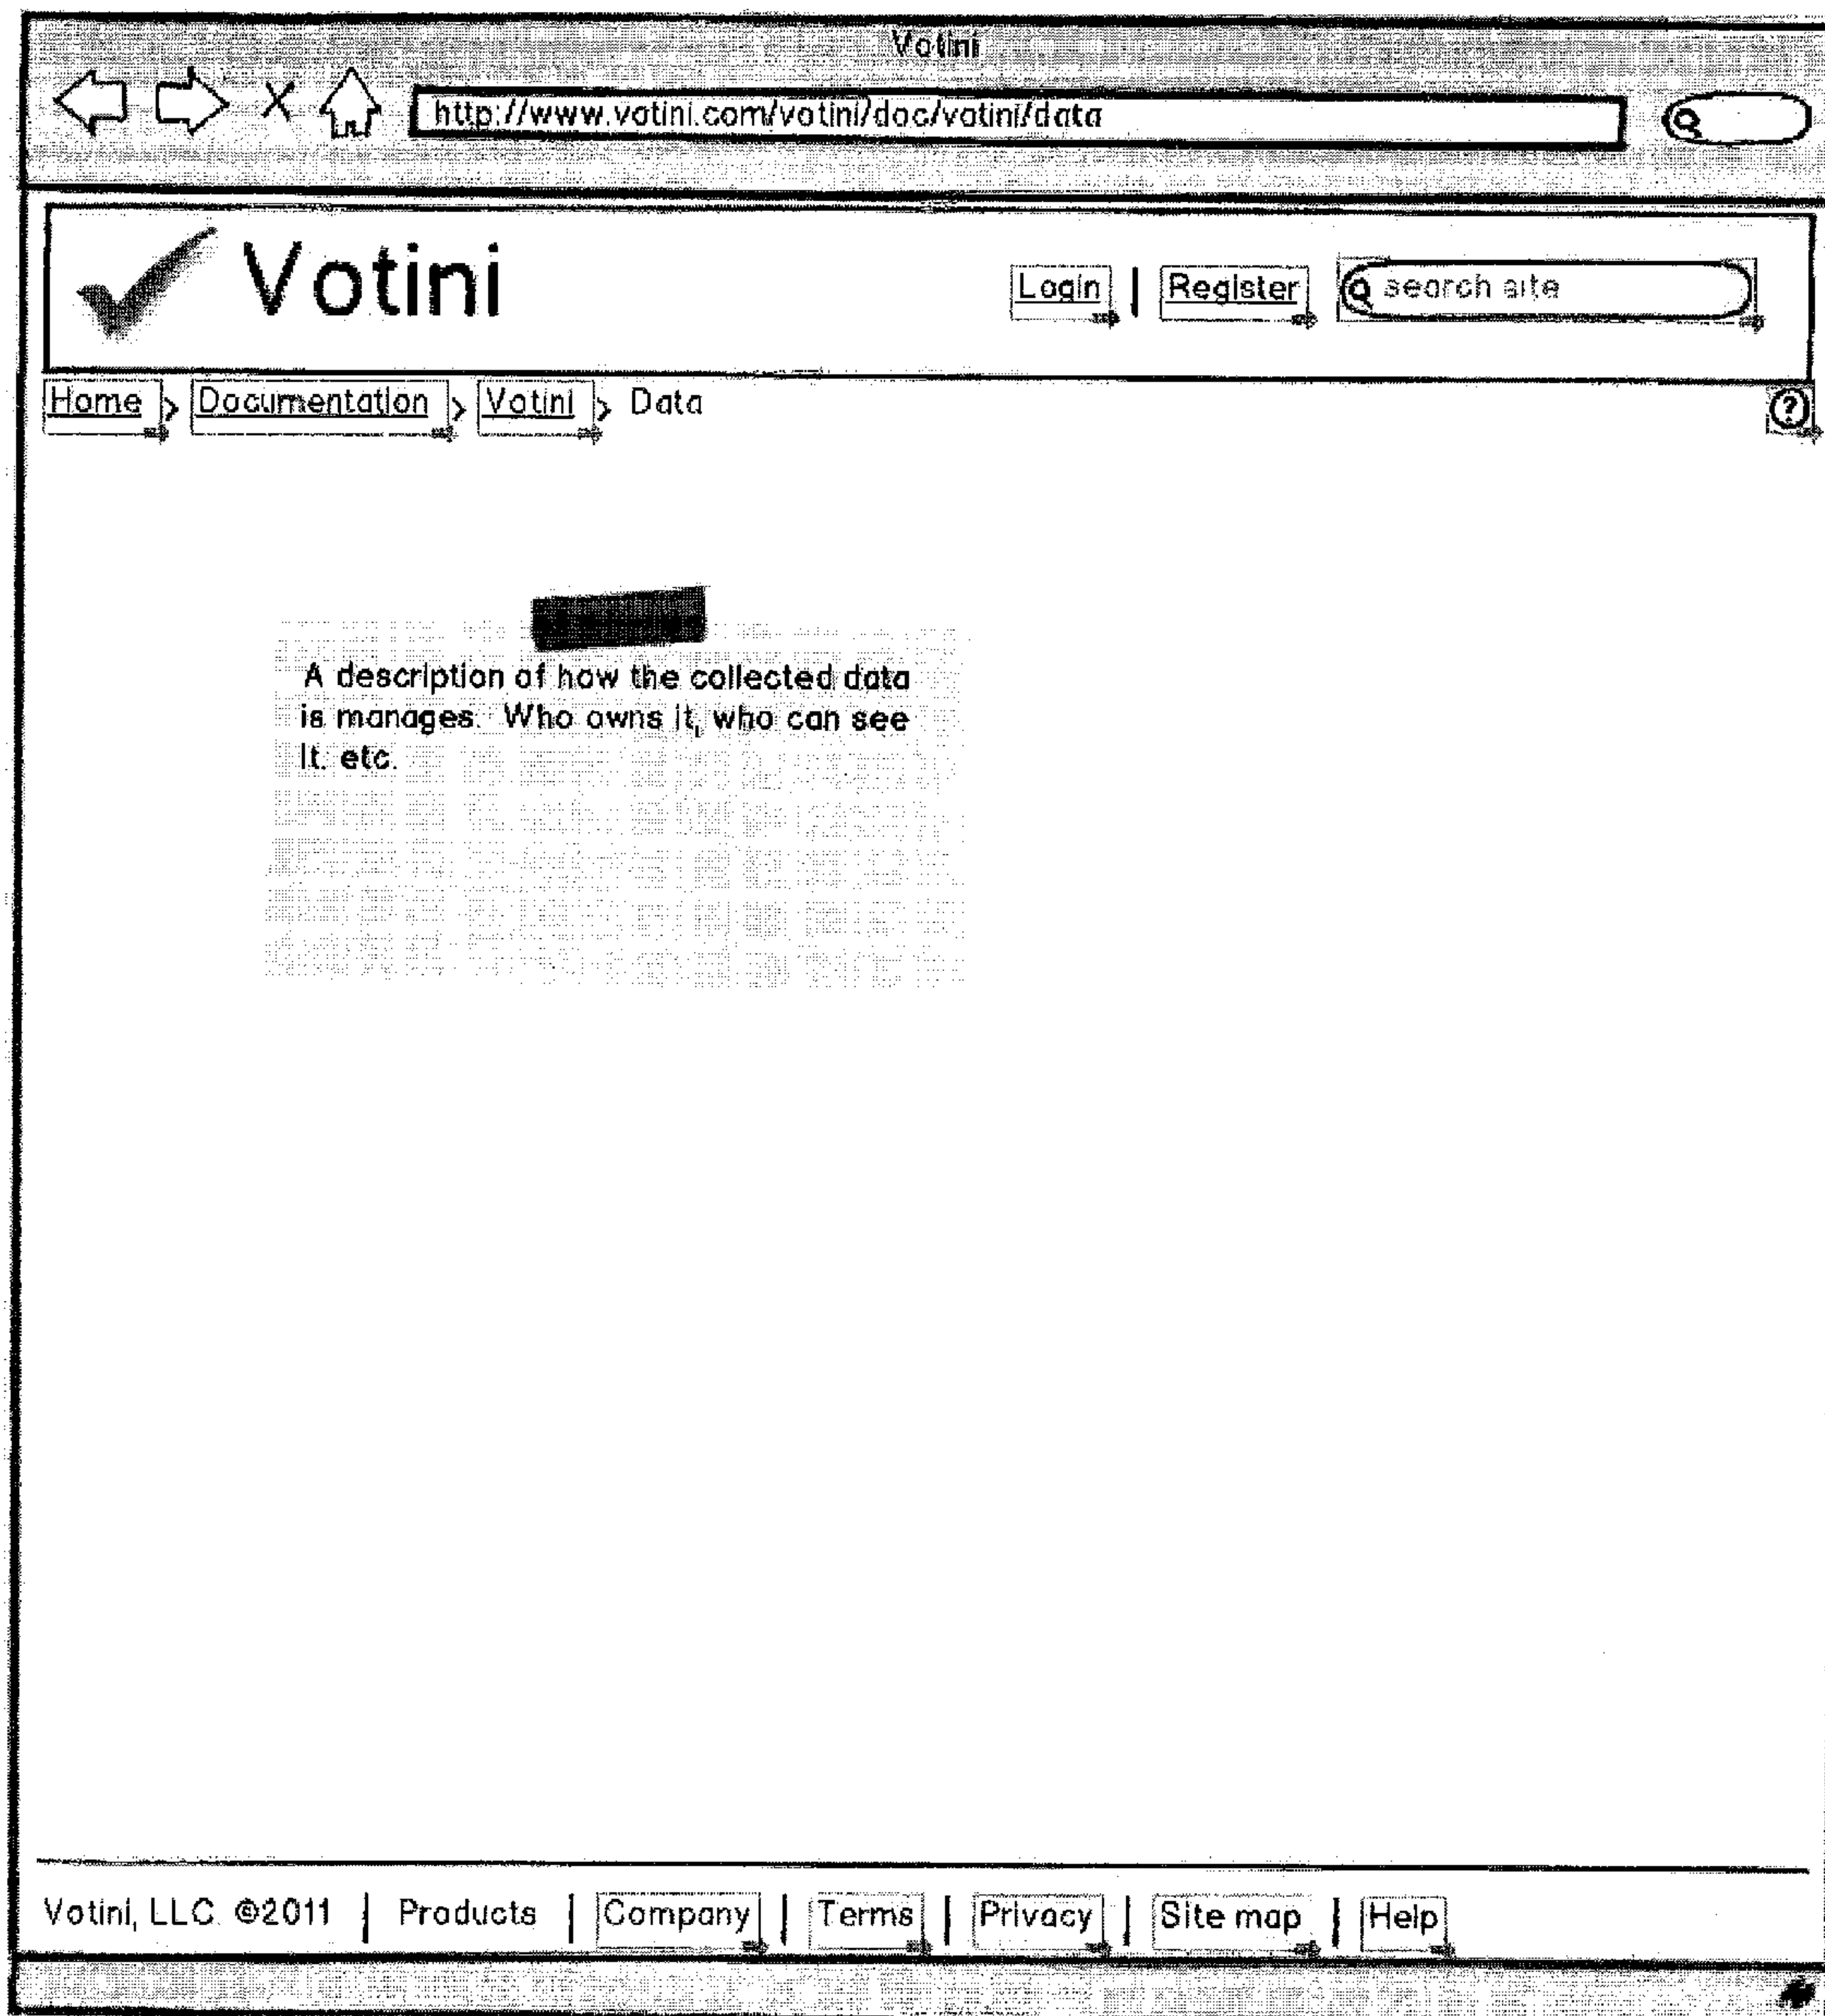 Votini
http://www.votini.com/votini/doc/votini/data
Votini
Login | Register search site
Home > Documentation > Votini > Data
?
A description of how the collected data
is manages. Who owns it, who can see
it. etc.
Votini, LLC. ©2011 | Products | Company | Terms | Privacy | Site map | Help